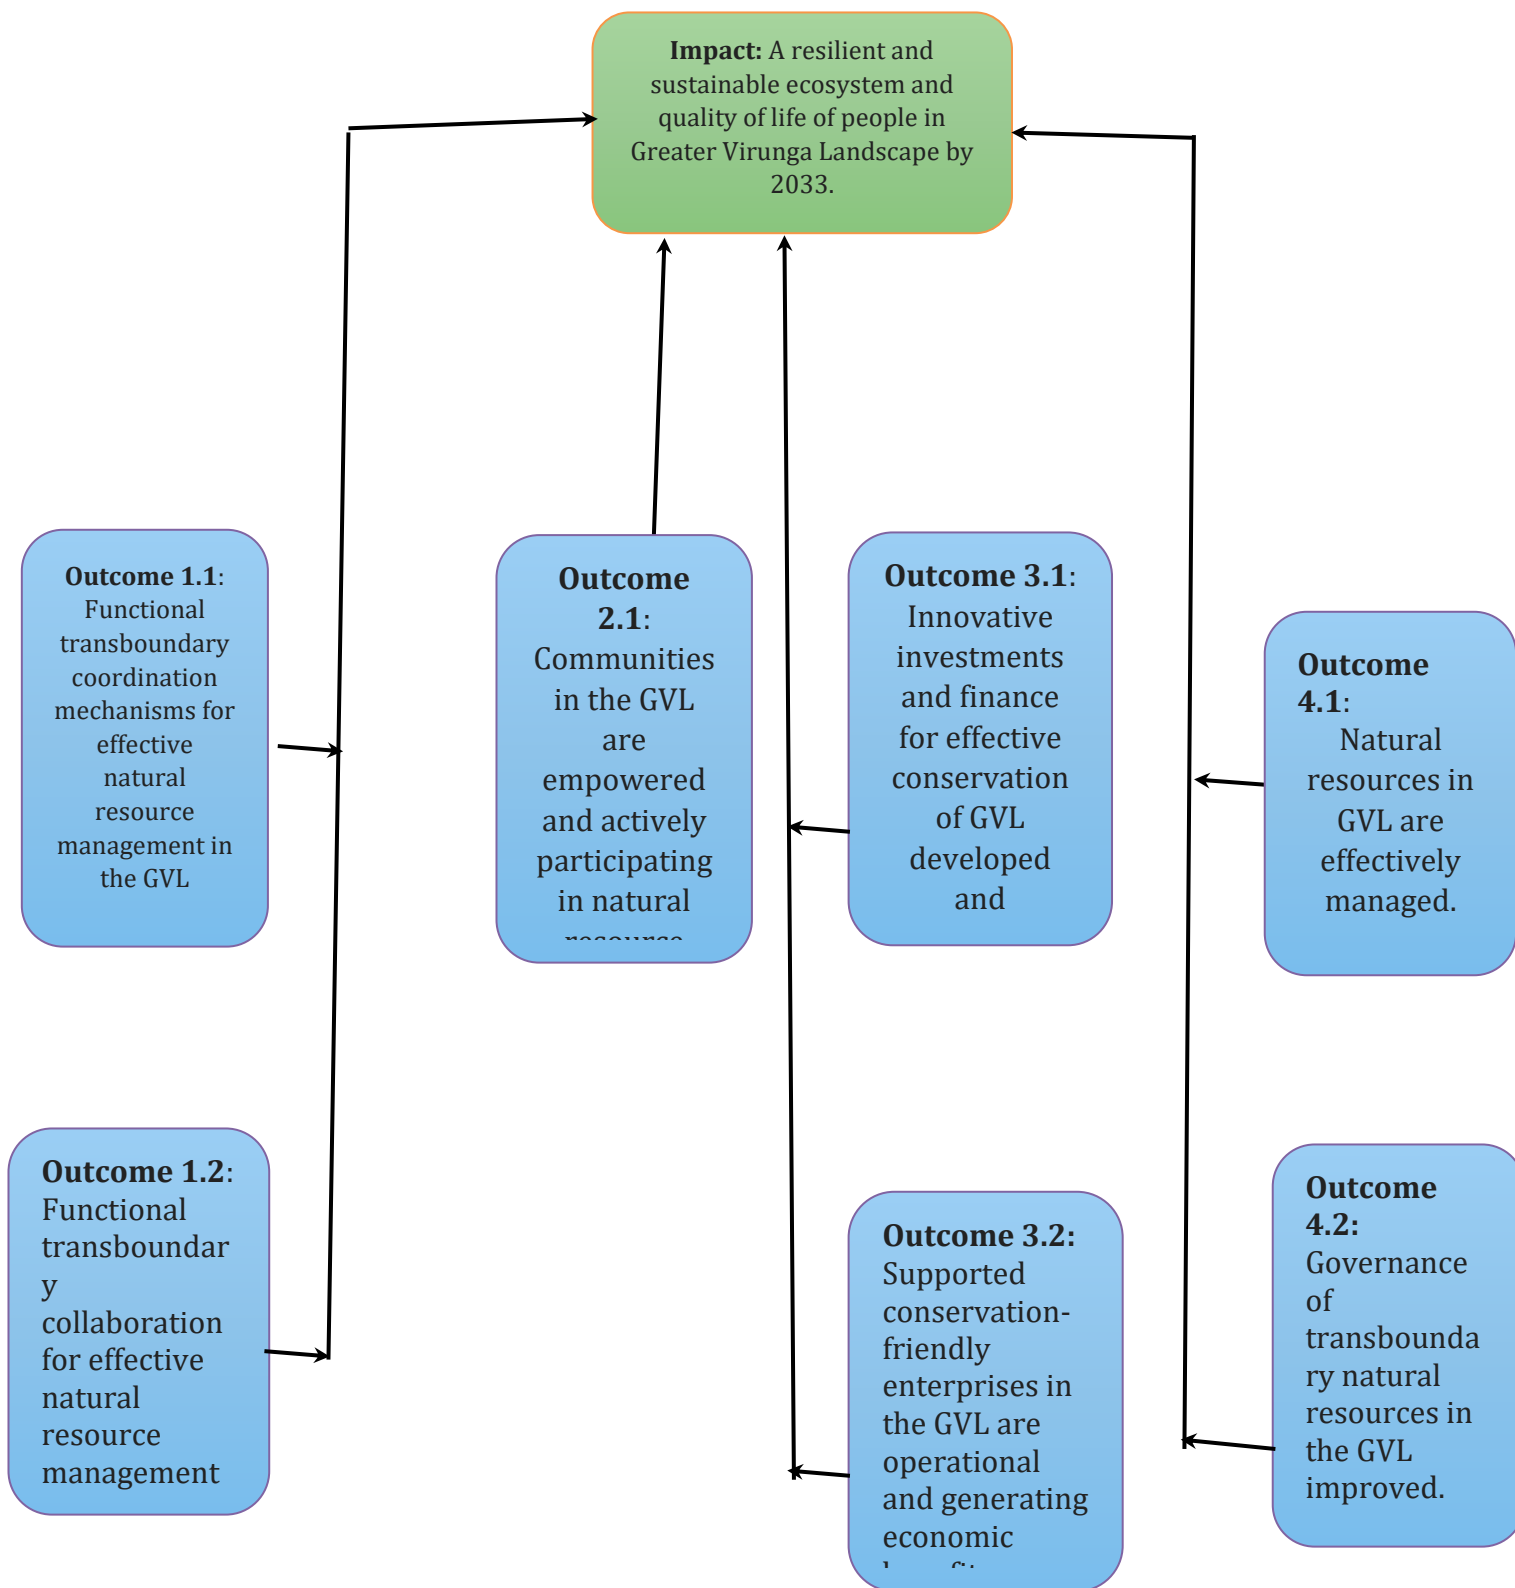 Impact: A resilient and
sustainable ecosystem and
quality of life of people in
Greater Virunga Landscape by
2033.
Outcome 1.1:
Functional
transboundary
coordination
mechanisms for
effective
natural
resource
management in
the GVL
Outcome
2.1:
Communities
in the GVL
are
empowered
and actively
participating
in natural
resource
Outcome 3.1:
Innovative
investments
and finance
for effective
conservation
of GVL
developed
and
Outcome
4.1:
Natural
resources in
GVL are
effectively
managed.
Outcome 1.2:
Functional
transboundar
y
collaboration
for effective
natural
resource
management
Outcome 3.2:
Supported
conservation-
friendly
enterprises in
the GVL are
operational
and generating
economic
Outcome
4.2:
Governance
of
transbounda
ry natural
resources in
the GVL
improved.